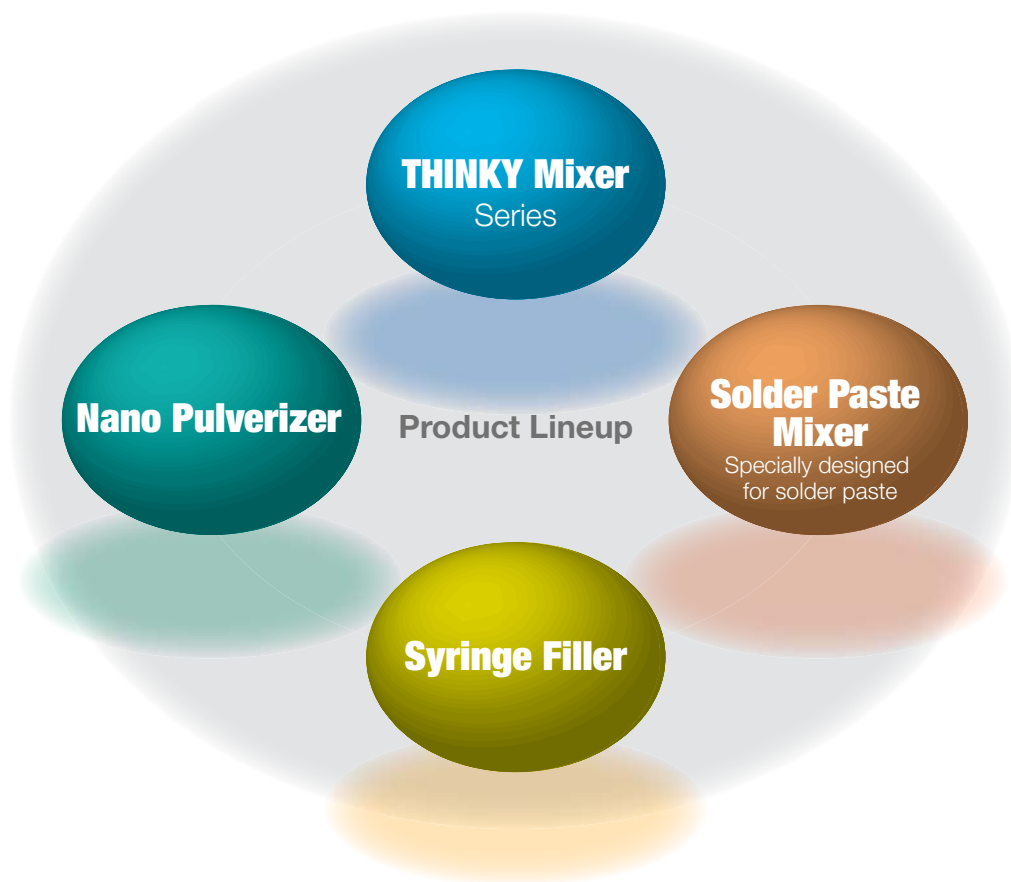 THINKY Mixer
Series
Nano Pulverizer
Product Lineup
Solder Paste
Mixer
Specially designed
for solder paste
Syringe Filler